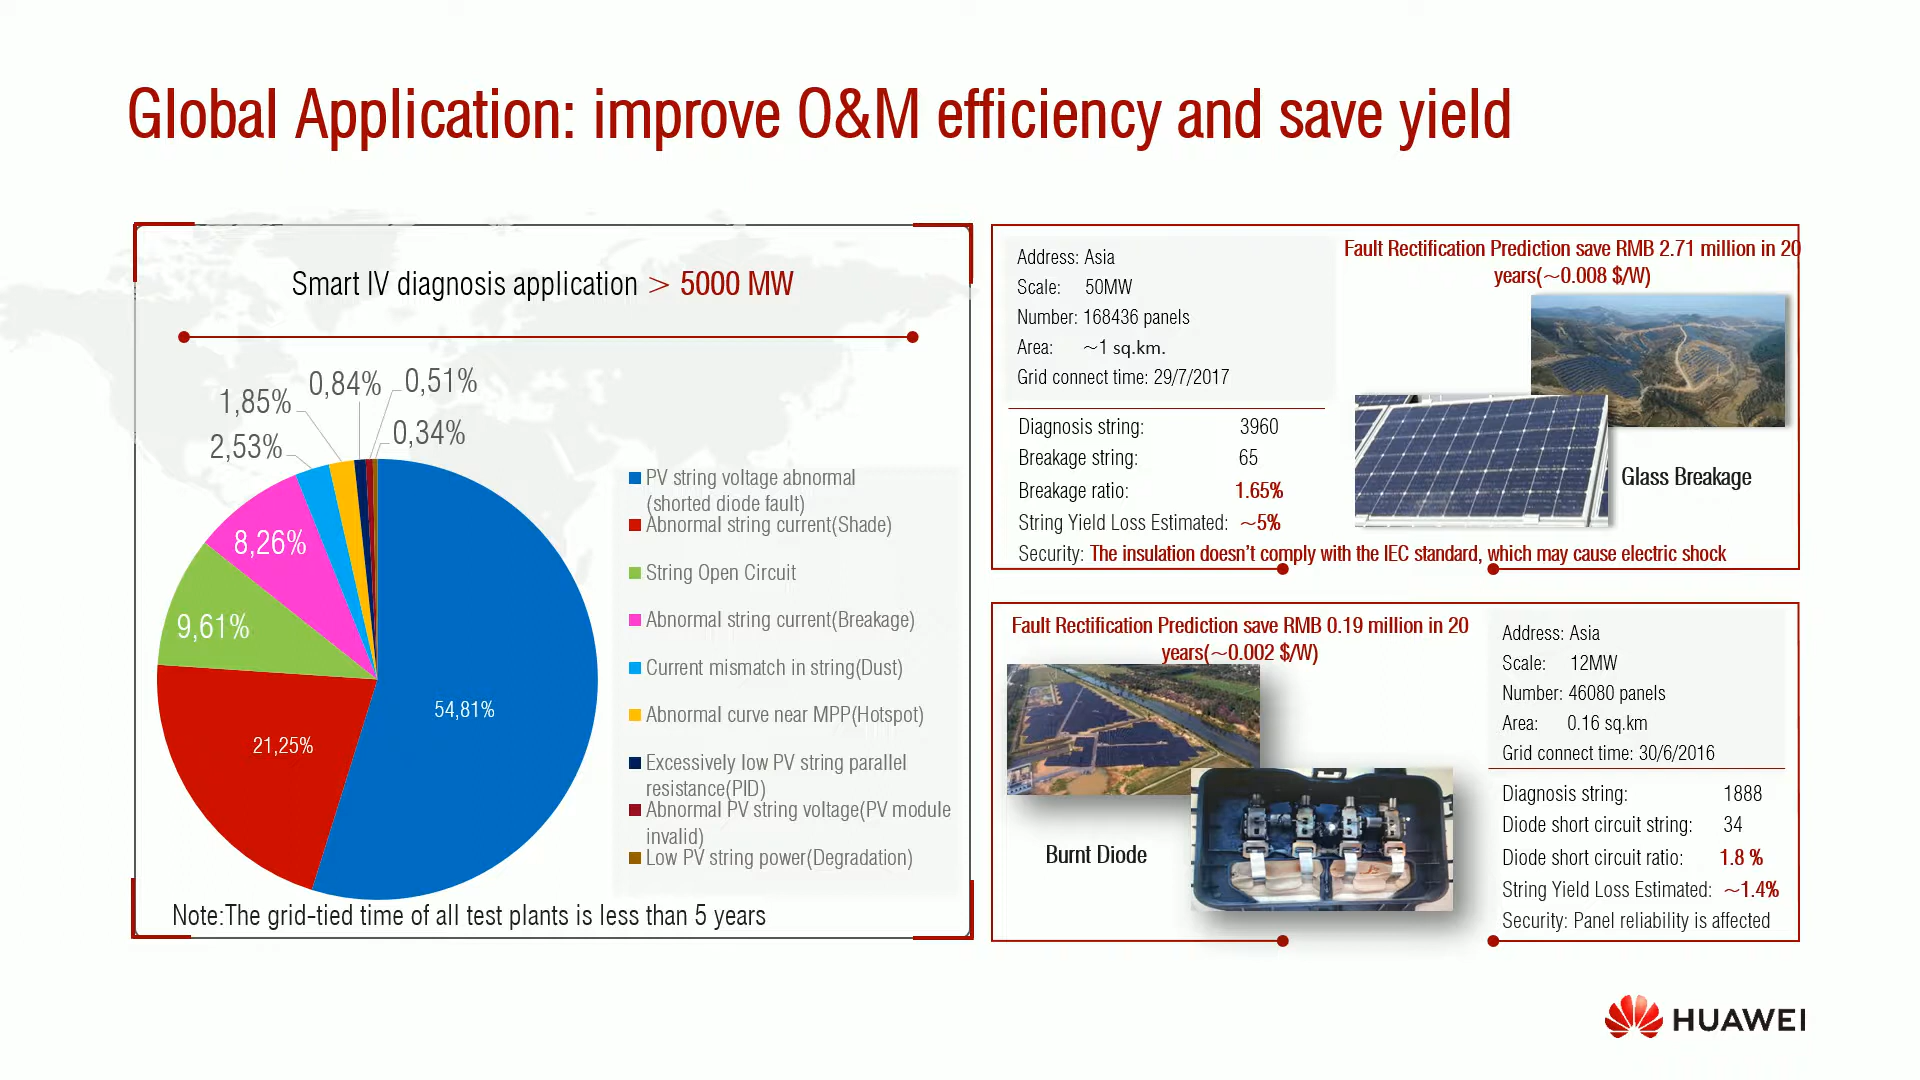 Global Application: improve O&M efficiency and save yield
Smart IV diagnosis application > 5000 MW
0,84%
0,51%
1,85%
2,53%
0,34%
8,26%
9,61%
54,81%
21,25%
PV string voltage abnormal
(shorted diode fault)
Abnormal string current(Shade)
String Open Circuit
Abnormal string current(Breakage)
Current mismatch in string(Dust)
Abnormal curve near MPP(Hotspot)
Excessively low PV string parallel
resistance(PID)
Abnormal PV string voltage(PV module
invalid)
Low PV string power(Degradation)
Note:The grid-tied time of all test plants is less than 5 years
Address: Asia
Scale: 50MW
Number: 168436 panels
Area: ~1 sq.km.
Grid connect time: 29/7/2017
Fault Rectification Prediction save RMB 2.71 million in 20
years(~0.008 $/W)
Diagnosis string: 3960
Breakage string: 65
Breakage ratio: 1.65%
String Yield Loss Estimated: ~5%
Security: The insulation doesn't comply with the IEC standard, which may cause electric shock
Glass Breakage
Fault Rectification Prediction save RMB 0.19 million in 20
years(~0.002 $/W)
Burnt Diode
Address: Asia
Scale: 12MW
Number: 46080 panels
Area: 0.16 sq.km
Grid connect time: 30/6/2016
Diagnosis string: 1888
Diode short circuit string: 34
Diode short circuit ratio: 1.8 %
String Yield Loss Estimated: ~1.4%
Security: Panel reliability is affected
HUAWEI